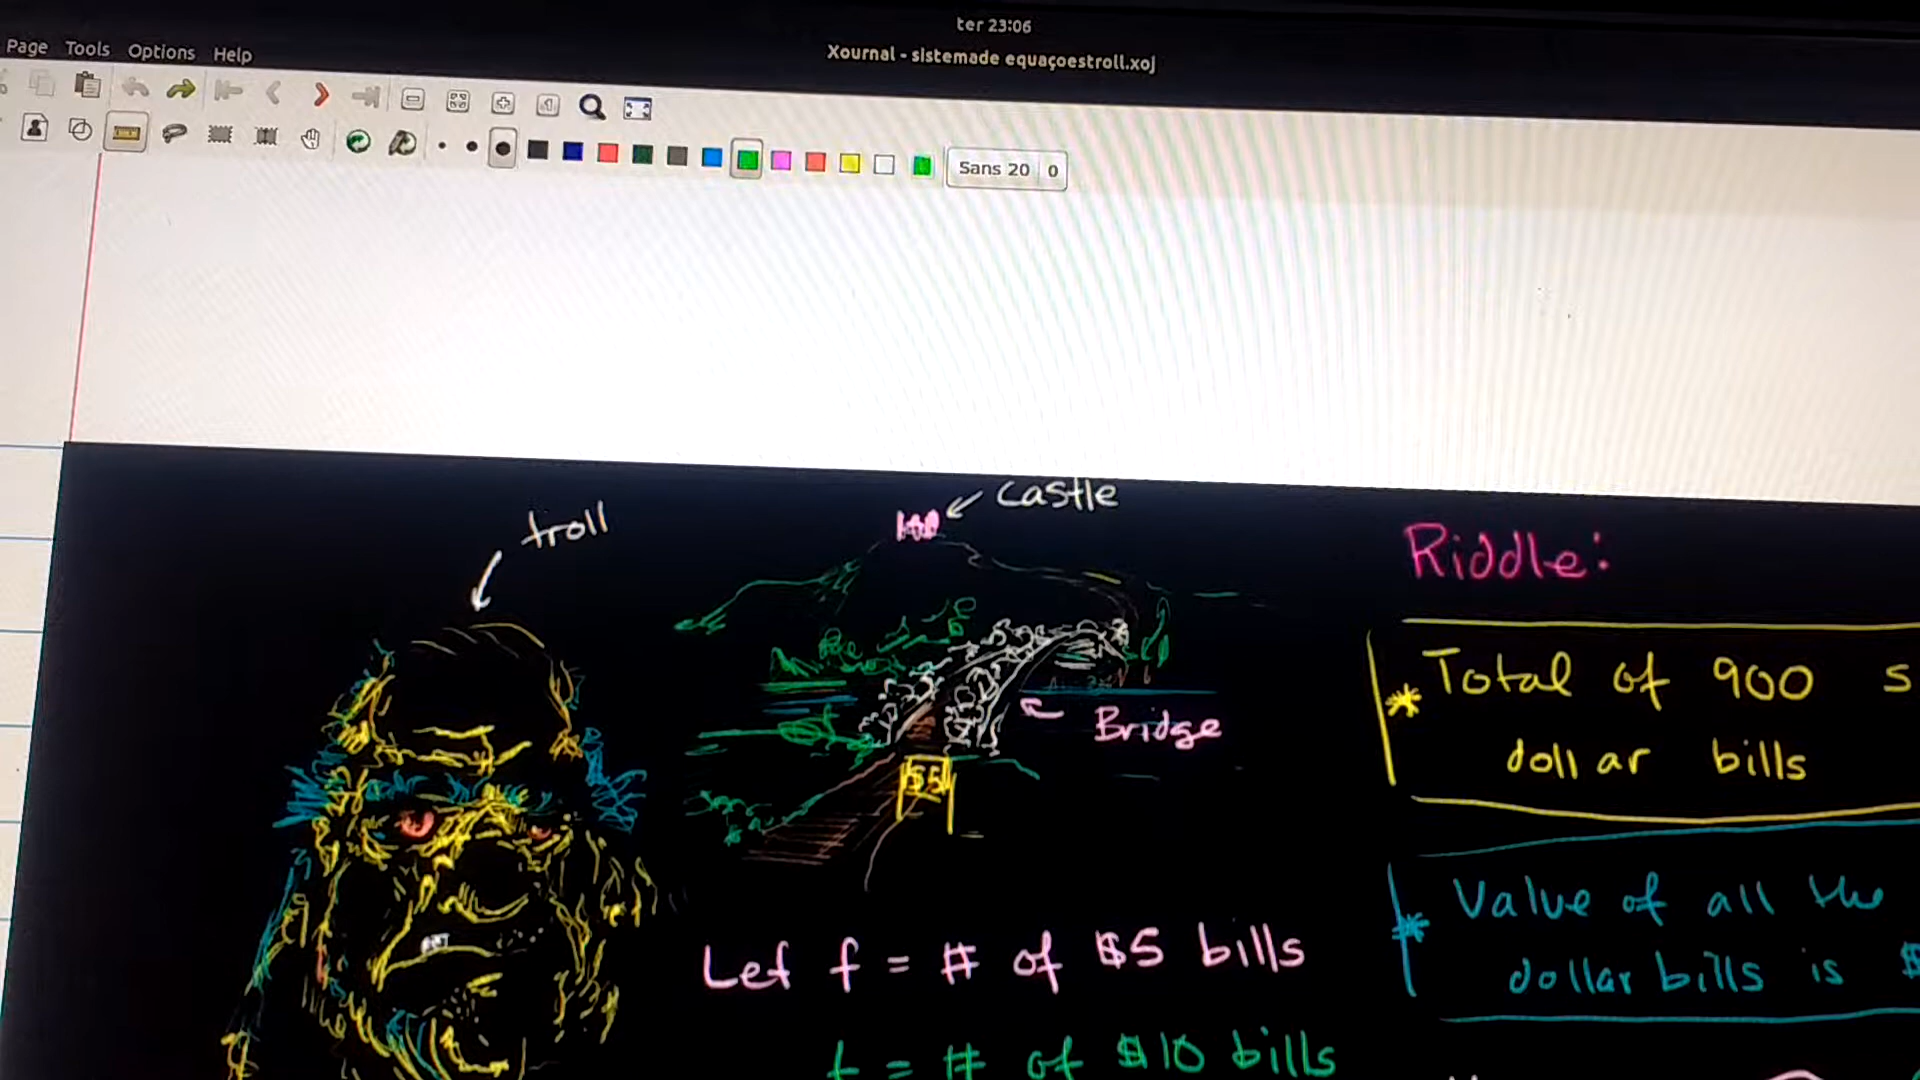 ter 23:06
Xournal - sistemade equaçoestroll.xoj
Page Tools Options Help
Sans 20 0
troll
castle
Bridge
$5
Riddle:
* Total of 900
dollar bills
* Value of all the
dollar bills is $
Let f = # of $5 bills
t = # of $10 bills